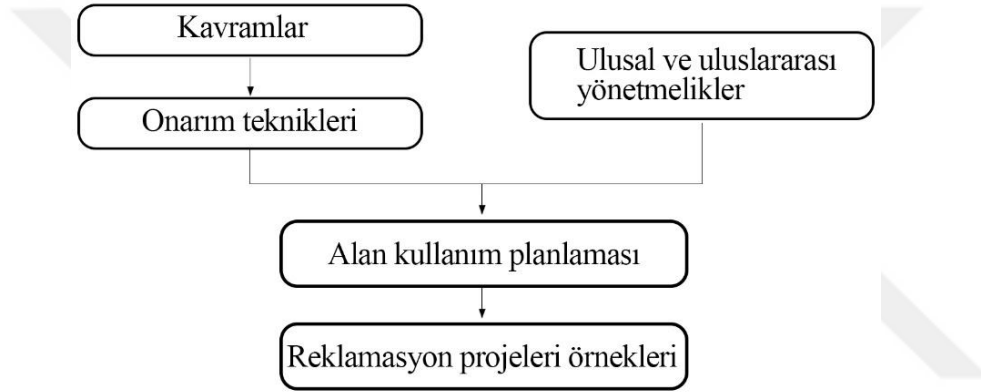 Kavramlar
Ulusal ve uluslararası
yönetmelikler
Onarım teknikleri
Alan kullanım planlaması
Reklamasyon projeleri örnekleri